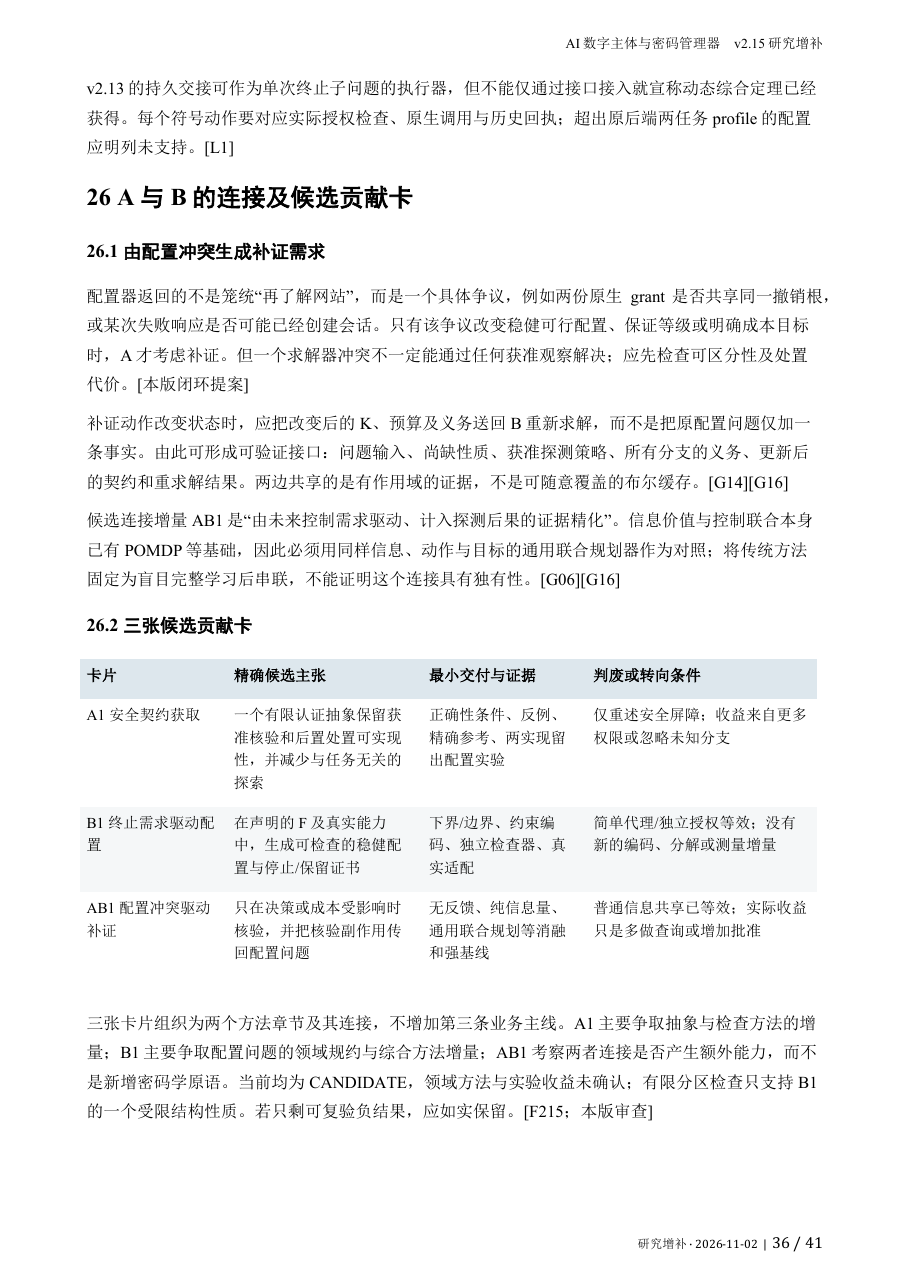 AI 数字主体与密码管理器 v2.15 研究增补
v2.13 的持久交接可作为单次终止子问题的执行器，但不能仅通过接口接入就宣称动态综合定理已经
获得。每个符号动作要对应实际授权检查、原生调用与历史回执；超出原后端两任务 profile 的配置
应明列未支持。[L1]
26 A 与 B 的连接及候选贡献卡
26.1 由配置冲突生成补证需求
配置器返回的不是笼统“再了解网站”，而是一个具体争议，例如两份原生 grant 是否共享同一撤销根，
或某次失败响应是否可能已经创建会话。只有该争议改变稳健可行配置、保证等级或明确成本目标
时，A 才考虑补证。但一个求解器冲突不一定能通过任何获准观察解决；应先检查可区分性及处置
代价。[本版闭环提案]
补证动作改变状态时，应把改变后的 K、预算及义务送回 B 重新求解，而不是把原配置问题仅加一
条事实。由此可形成可验证接口：问题输入、尚缺性质、获准探测策略、所有分支的义务、更新后
的契约和重求解结果。两边共享的是有作用域的证据，不是可随意覆盖的布尔缓存。[G14][G16]
候选连接增量 AB1 是“由未来控制需求驱动、计入探测后果的证据精化”。信息价值与控制联合本身
已有 POMDP 等基础，因此必须用同样信息、动作与目标的通用联合规划器作为对照；将传统方法
固定为盲目完整学习后串联，不能证明这个连接具有独有性。[G06][G16]
26.2 三张候选贡献卡
卡片 精确候选主张 最小交付与证据 判废或转向条件
A1 安全契约获取 一个有限认证抽象保留获 正确性条件、反例、 仅重述安全屏障；收益来自更多
准核验和后置处置可实现 精确参考、两实现留 权限或忽略未知分支
性，并减少与任务无关的 出配置实验
探索
B1 终止需求驱动配 在声明的 F 及真实能力 下界/边界、约束编 简单代理/独立授权等效；没有
置 中，生成可检查的稳健配 码、独立检查器、真 新的编码、分解或测量增量
置与停止/保留证书 实适配
AB1 配置冲突驱动 只在决策或成本受影响时 无反馈、纯信息量、 普通信息共享已等效；实际收益
补证 核验，并把核验副作用传 通用联合规划等消融 只是多做查询或增加批准
回配置问题 和强基线
三张卡片组织为两个方法章节及其连接，不增加第三条业务主线。A1 主要争取抽象与检查方法的增
量；B1 主要争取配置问题的领域规约与综合方法增量；AB1 考察两者连接是否产生额外能力，而不
是新增密码学原语。当前均为 CANDIDATE，领域方法与实验收益未确认；有限分区检查只支持 B1
的一个受限结构性质。若只剩可复验负结果，应如实保留。[F215；本版审查]
研究增补 · 2026-11-02 | 36 / 41